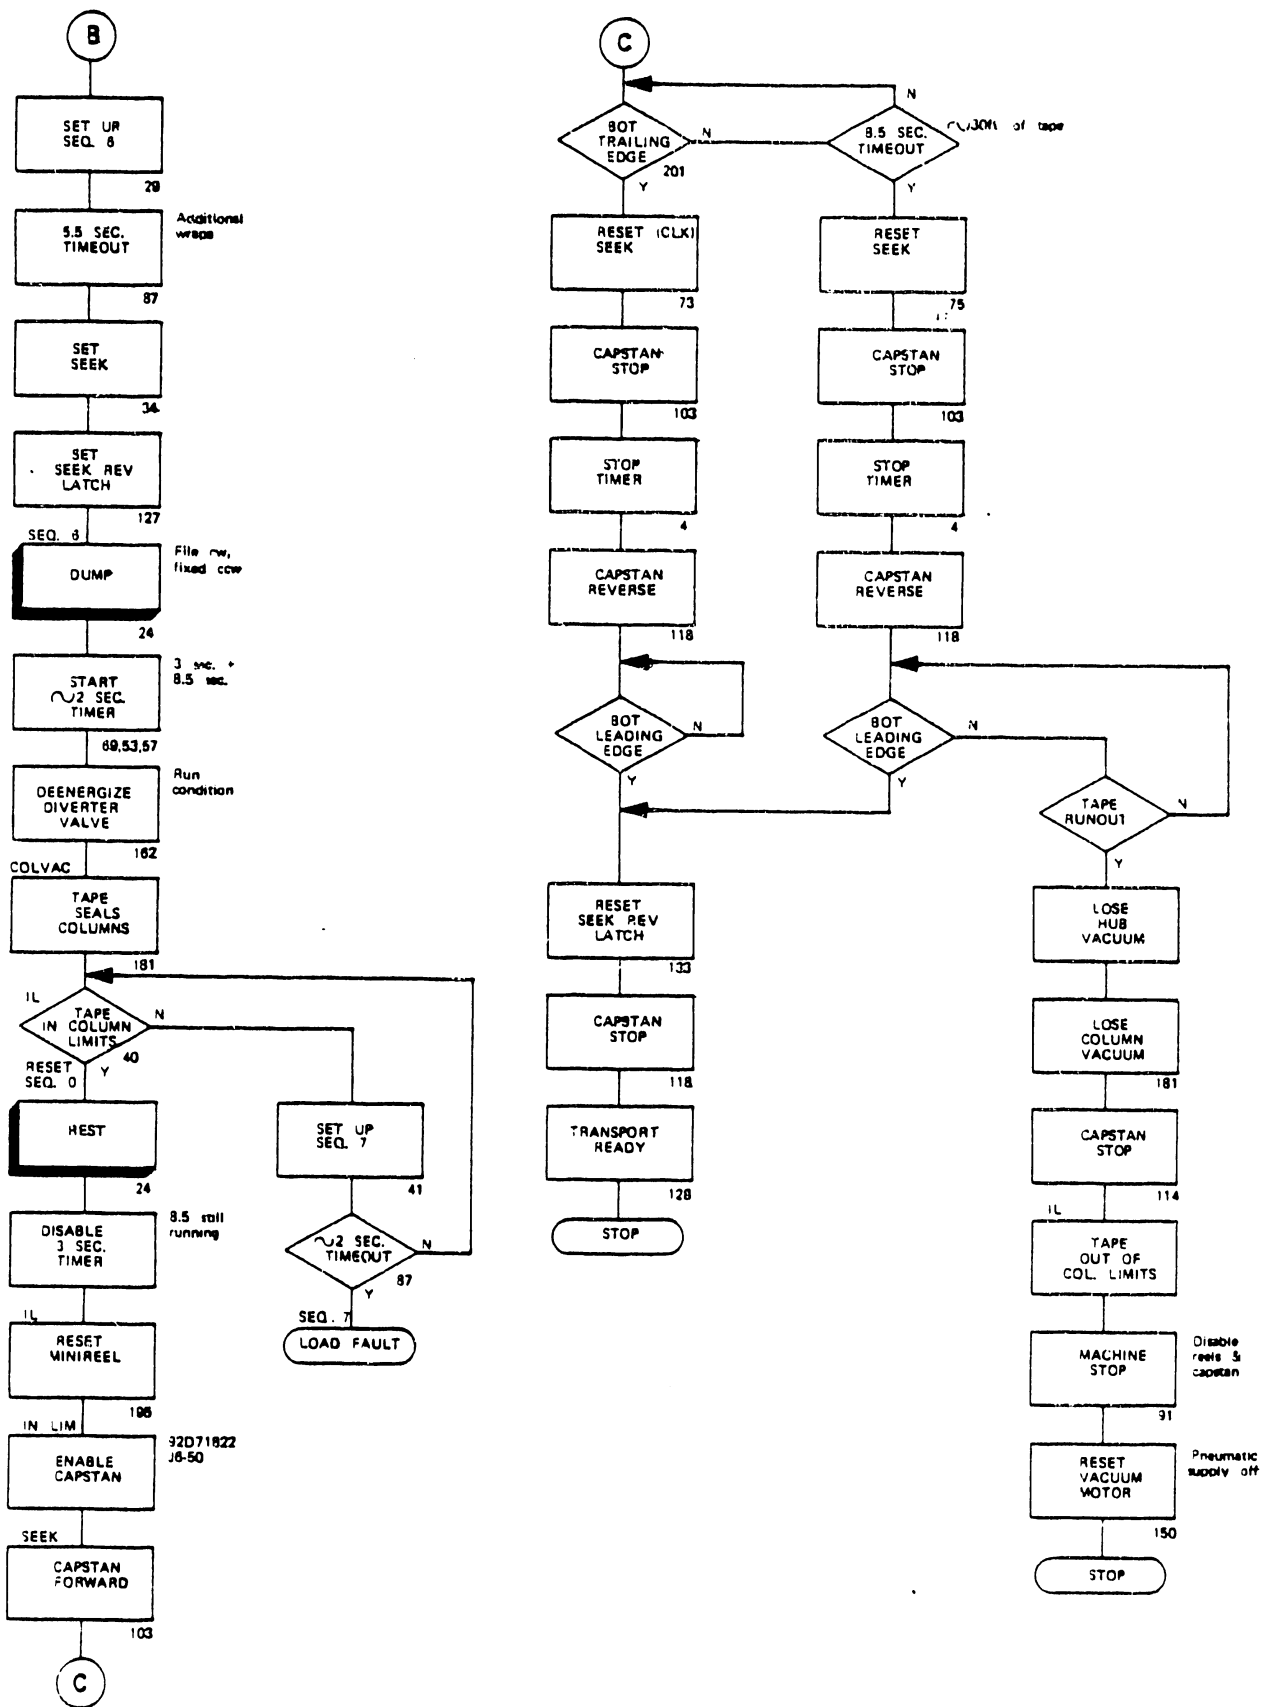 B
SET UP
SEQ. 6
29
5.5 SEC.
TIMEOUT
Additional
wraps
87
SET
SEEK
34
SET
SEEK REV
LATCH
127
SEQ. 6
DUMP
File cw,
fixed ccw
24
START
~2 SEC.
TIMER
3 sec. +
8.5 sec.
69,53,57
DEENERGIZE
DIVERTER
VALVE
Run
condition
162
COLVAC
TAPE
SEALS
COLUMNS
181
IL
TAPE
IN COLUMN
LIMITS
40
N
Y
RESET
SEQ. 0
REST
24
SET UP
SEQ. 7
41
~2 SEC.
TIMEOUT
87
N
Y
SEQ. 7
LOAD FAULT
DISABLE
3 SEC.
TIMER
8.5 still
running
IL
RESET
MINIREEL
196
IN LIM
ENABLE
CAPSTAN
92D71822
J6-50
SEEK
CAPSTAN
FORWARD
103
C
C
BOT
TRAILING
EDGE
201
N
Y
8.5 SEC.
TIMEOUT
N
Y
~30ft of tape
RESET (CLK)
SEEK
73
CAPSTAN
STOP
103
STOP
TIMER
4
CAPSTAN
REVERSE
118
BOT
LEADING
EDGE
N
Y
RESET
SEEK
75
CAPSTAN
STOP
103
STOP
TIMER
4
CAPSTAN
REVERSE
118
BOT
LEADING
EDGE
N
Y
RESET
SEEK REV
LATCH
133
CAPSTAN
STOP
118
TRANSPORT
READY
128
STOP
TAPE
RUNOUT
N
Y
LOSE
HUB
VACUUM
LOSE
COLUMN
VACUUM
181
CAPSTAN
STOP
114
IL
TAPE
OUT OF
COL. LIMITS
MACHINE
STOP
Disable
reels &
capstan
91
RESET
VACUUM
MOTOR
Pneumatic
supply off
150
STOP